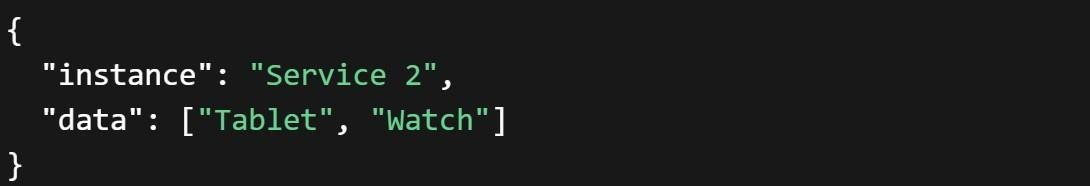 {
  "instance": "Service 2",
  "data": ["Tablet", "Watch"]
}